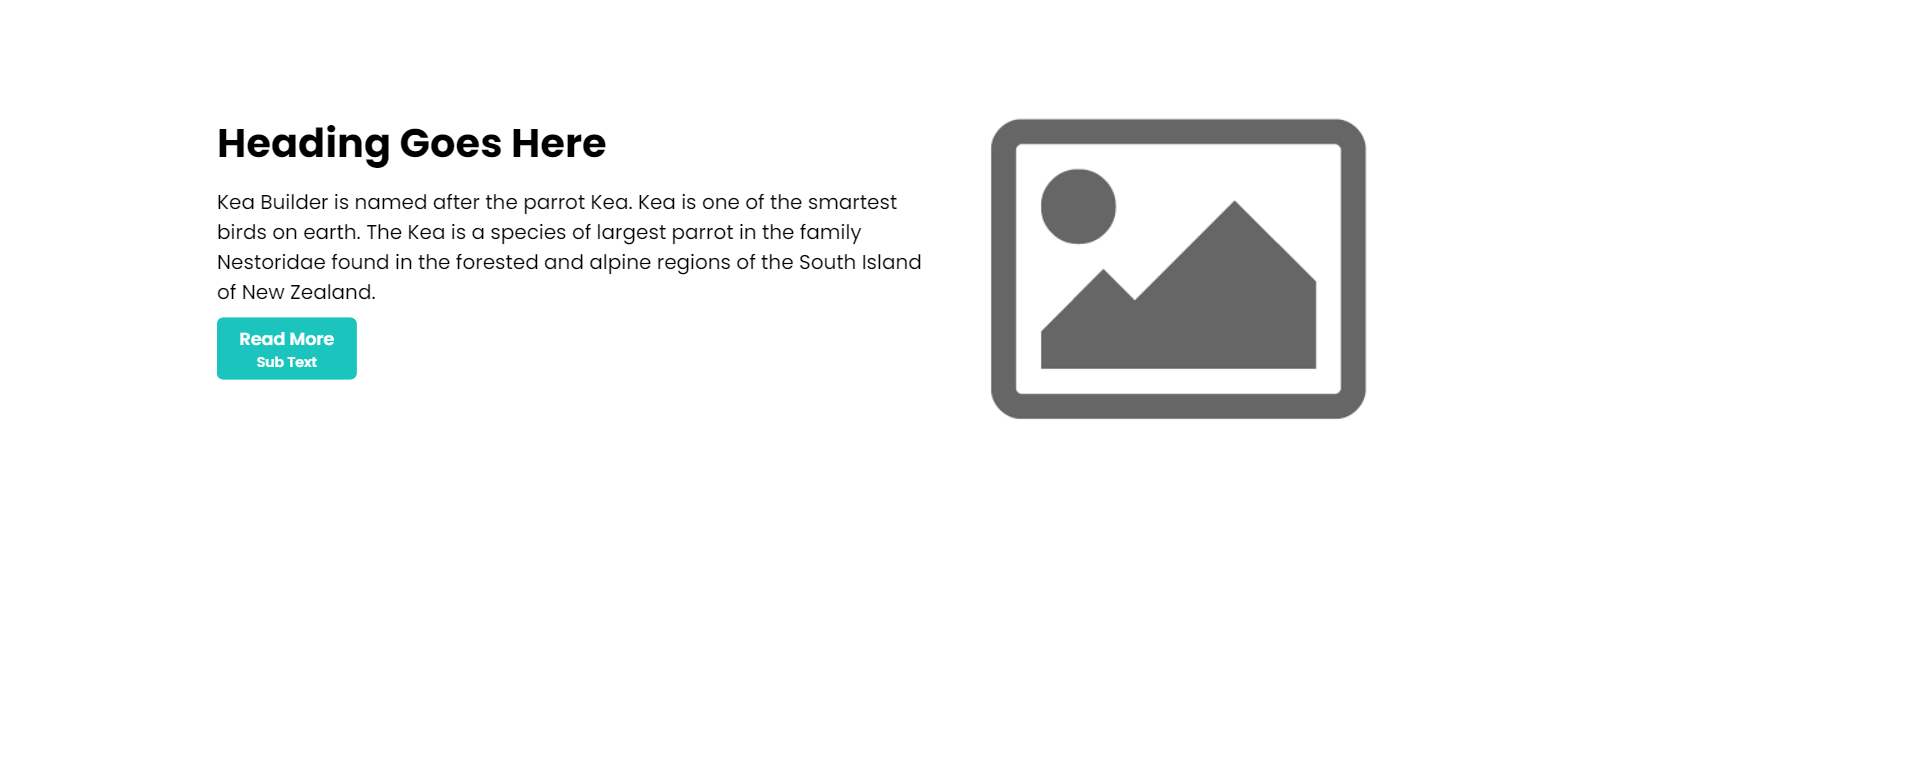 Heading Goes Here
Kea Builder is named after the parrot Kea. Kea is one of the smartest
birds on earth. The Kea is a species of largest parrot in the family
Nestoridae found in the forested and alpine regions of the South Island
of New Zealand.
Read More
Sub Text